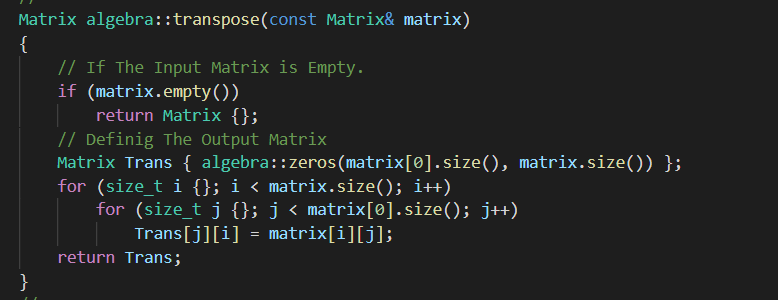 Matrix algebra::transpose(const Matrix& matrix)
{
    // If The Input Matrix is Empty.
    if (matrix.empty())
        return Matrix {};
    // Definig The Output Matrix
    Matrix Trans { algebra::zeros(matrix[0].size(), matrix.size()) };
    for (size_t i {}; i < matrix.size(); i++)
        for (size_t j {}; j < matrix[0].size(); j++)
            Trans[j][i] = matrix[i][j];
    return Trans;
}